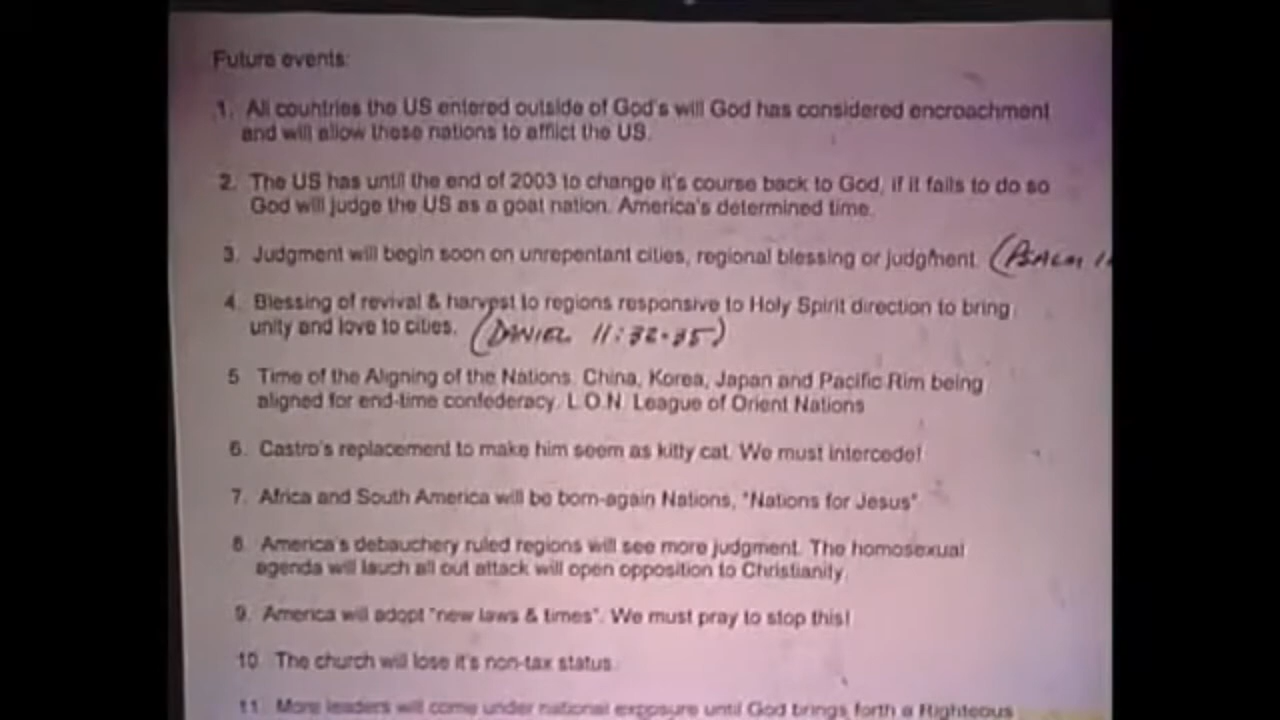 Future events:
1. All countries the US entered outside of God's will God has considered encroachment
and will allow these nations to afflict the US.
2. The US has until the end of 2003 to change it's course back to God, if it fails to do so
God will judge the US as a goat nation. America's determined time.
3. Judgment will begin soon on unrepentant cities, regional blessing or judgment. (PSALM
4. Blessing of revival & harvest to regions responsive to Holy Spirit direction to bring
unity and love to cities. (DANIEL 11:32-35)
5 Time of the Aligning of the Nations. China, Korea, Japan and Pacific Rim being
aligned for end-time confederacy. L.O.N. League of Orient Nations
6. Castro's replacement to make him seem as kitty cat. We must intercede!
7. Africa and South America will be born-again Nations, "Nations for Jesus"
8. America's debauchery ruled regions will see more judgment. The homosexual
agenda will lauch all out attack will open opposition to Christianity.
9. America will adopt "new laws & times". We must pray to stop this!
10. The church will lose it's non-tax status.
11. More leaders will come under national exposure until God brings forth a Righteous